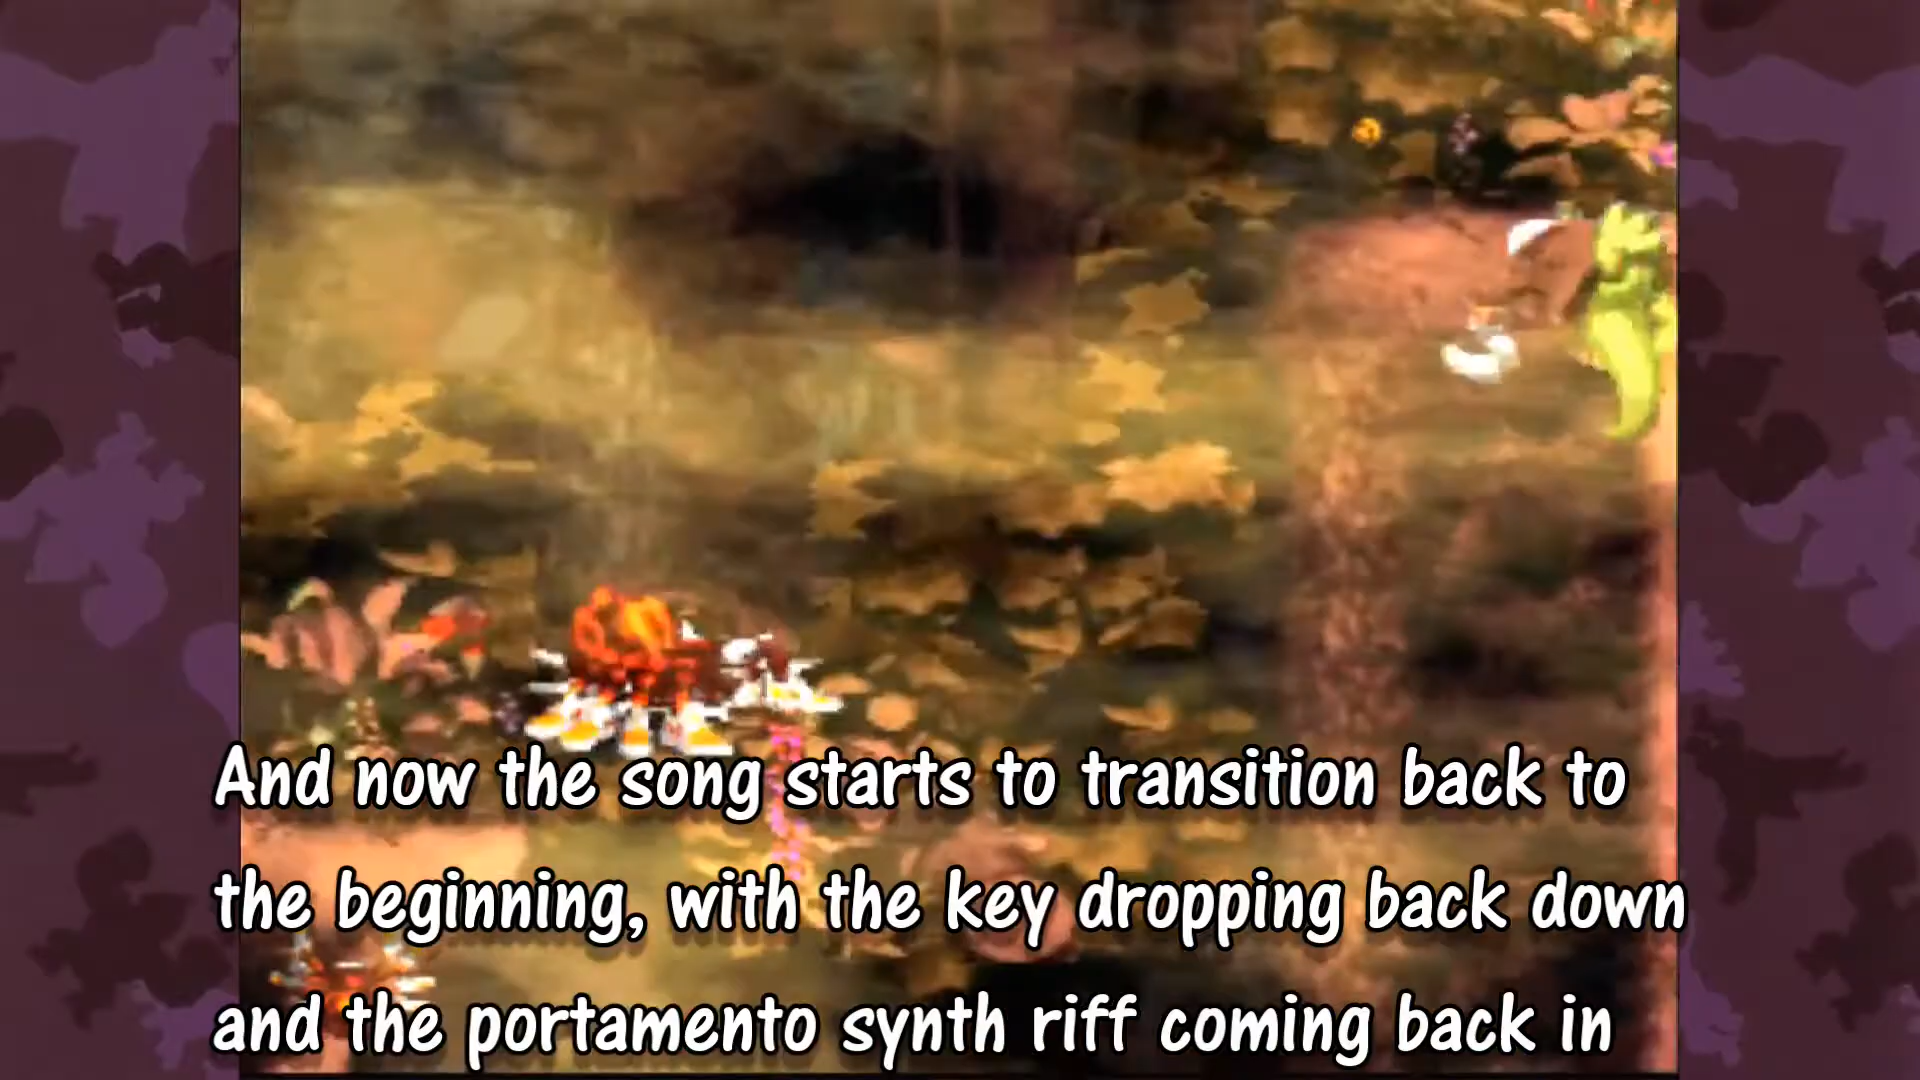 And now the song starts to transition back to
the beginning, with the key dropping back down
and the portamento synth riff coming back in